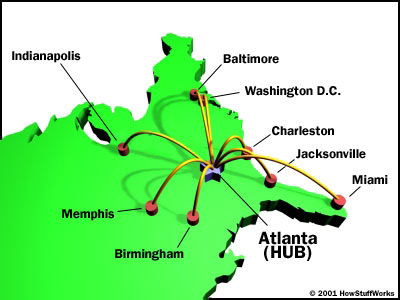 Baltimore
Indianapolis
Washington D.C.
Charleston
Jacksonville
Miami
Memphis
Birmingham
Atlanta
(HUB)
© 2001 HowStuffWorks